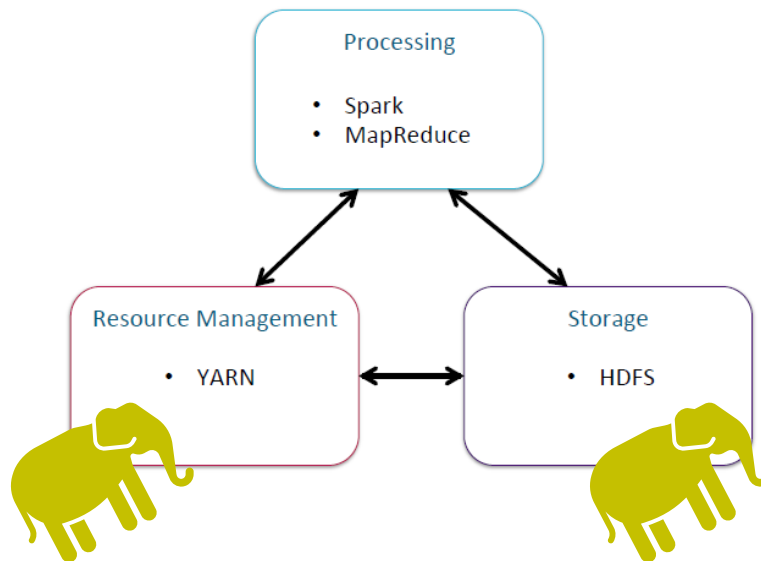 Processing
• Spark
• MapReduce
Resource Management
• YARN
Storage
• HDFS